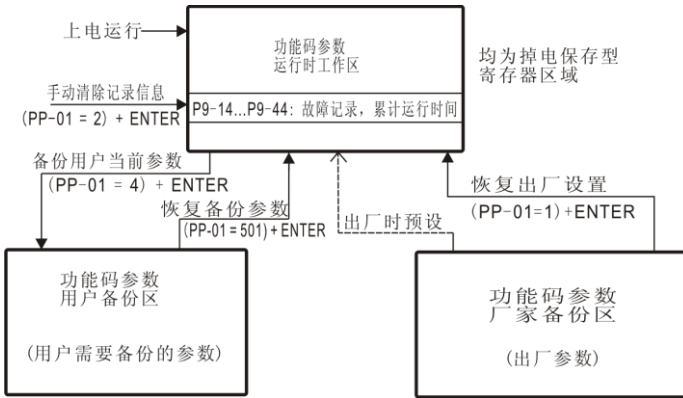 上电运行
功能码参数
运行时工作区
均为掉电保存型
寄存器区域
手动清除记录信息
(PP-01 = 2) + ENTER
P9-14...P9-44: 故障记录，累计运行时间
备份用户当前参数
(PP-01 = 4) + ENTER
恢复备份参数
(PP-01 = 501) + ENTER
出厂时预设
恢复出厂设置
(PP-01=1)+ENTER
功能码参数
用户备份区
(用户需要备份的参数)
功能码参数
厂家备份区
(出厂参数)